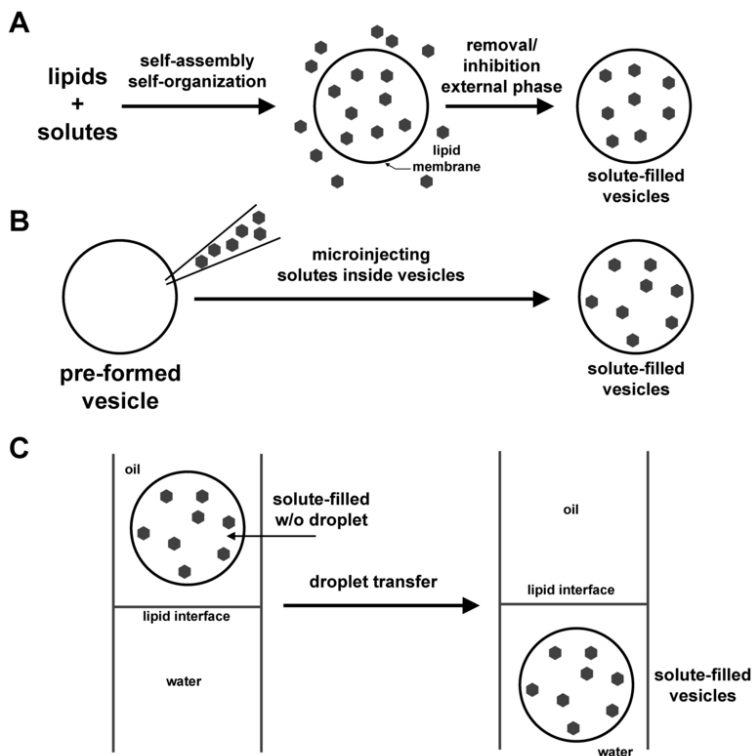 A
lipids
+
solutes
self-assembly
self-organization
lipid
membrane
removal/
inhibition
external phase
solute-filled
vesicles
B
pre-formed
vesicle
microinjecting
solutes inside vesicles
solute-filled
vesicles
C
oil
solute-filled
w/o droplet
lipid interface
water
droplet transfer
oil
lipid interface
solute-filled
vesicles
water